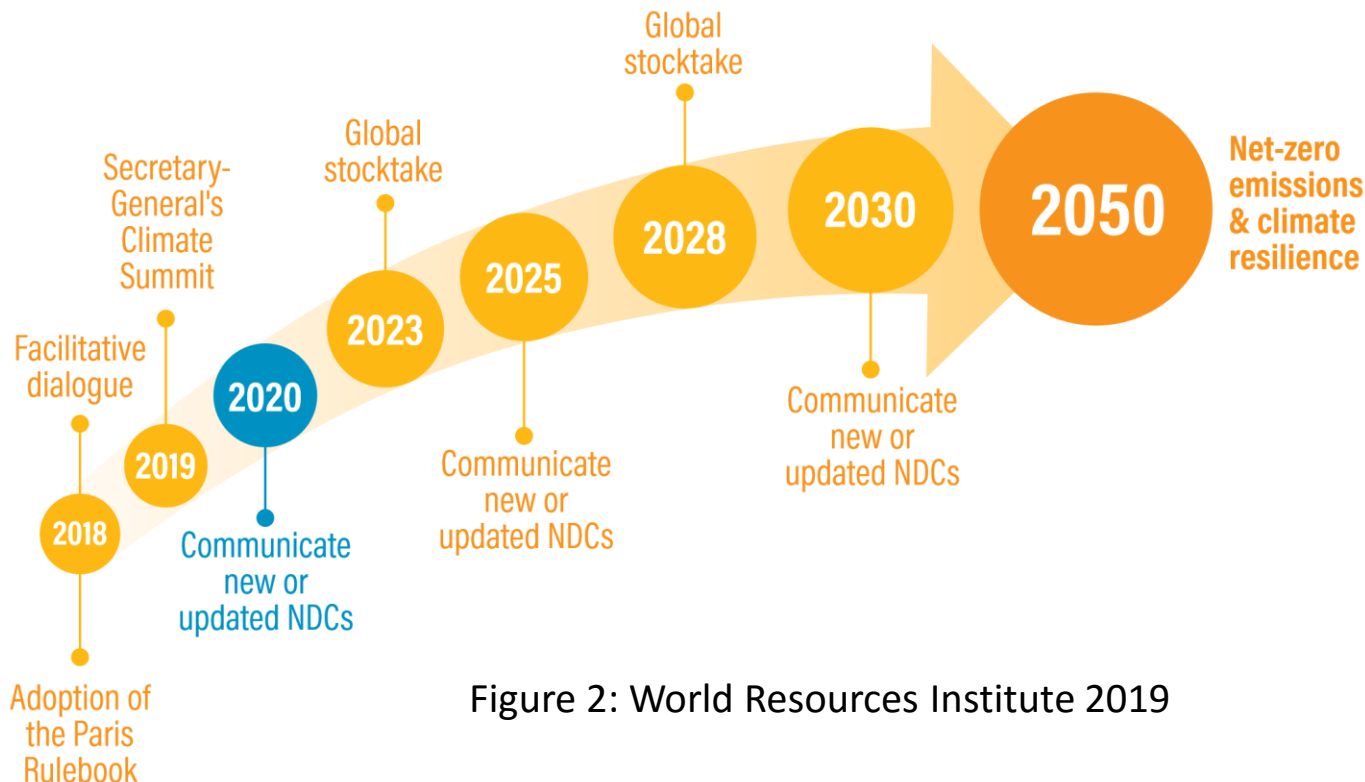 Facilitative
dialogue
2018
Adoption of
the Paris
Rulebook
Secretary-
General's
Climate
Summit
2019
2020
Communicate
new or
updated NDCs
Global
stocktake
2023
2025
Communicate
new or
updated NDCs
Global
stocktake
2028
2030
Communicate
new or
updated NDCs
2050
Net-zero
emissions
& climate
resilience
Figure 2: World Resources Institute 2019